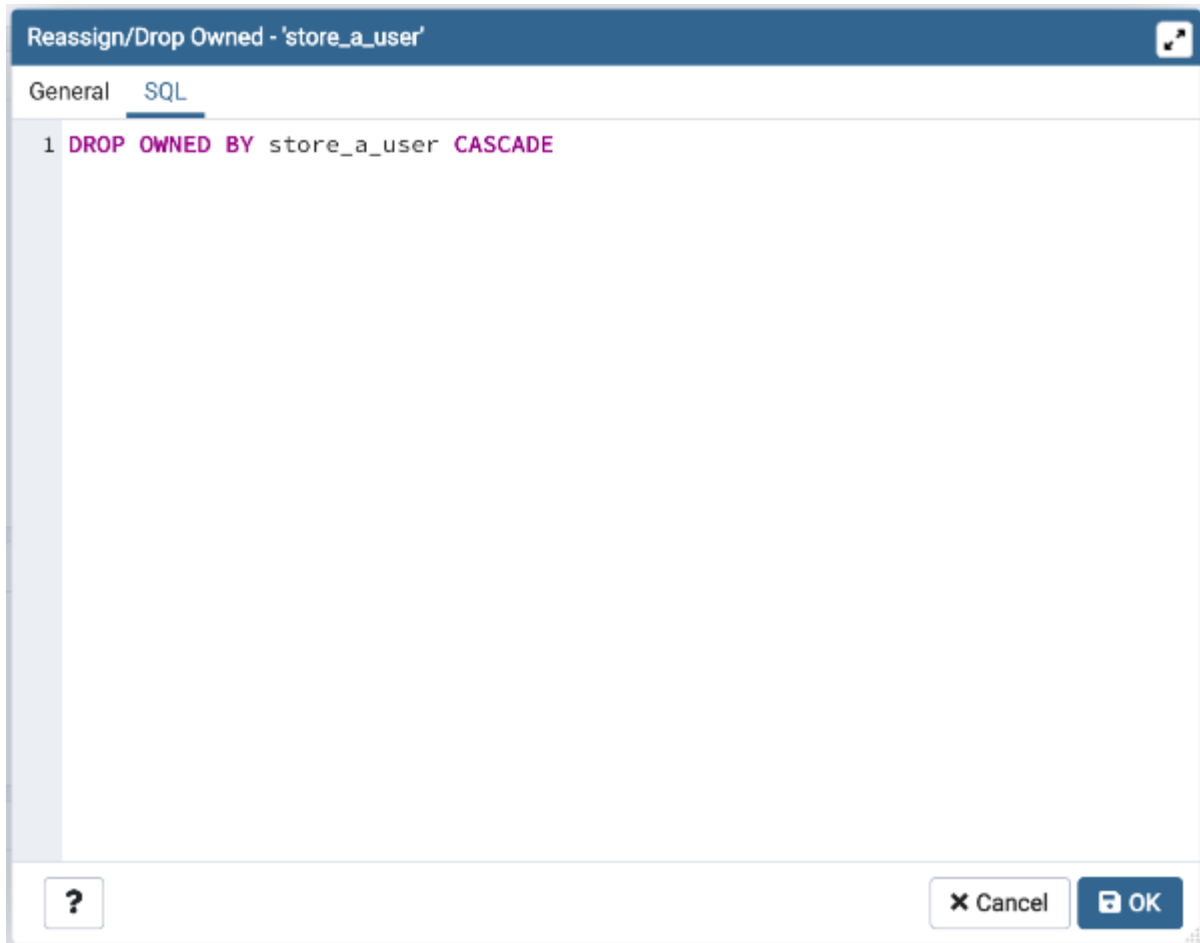 Reassign/Drop Owned - 'store_a_user'
General SQL
1 DROP OWNED BY store_a_user CASCADE
? Cancel OK